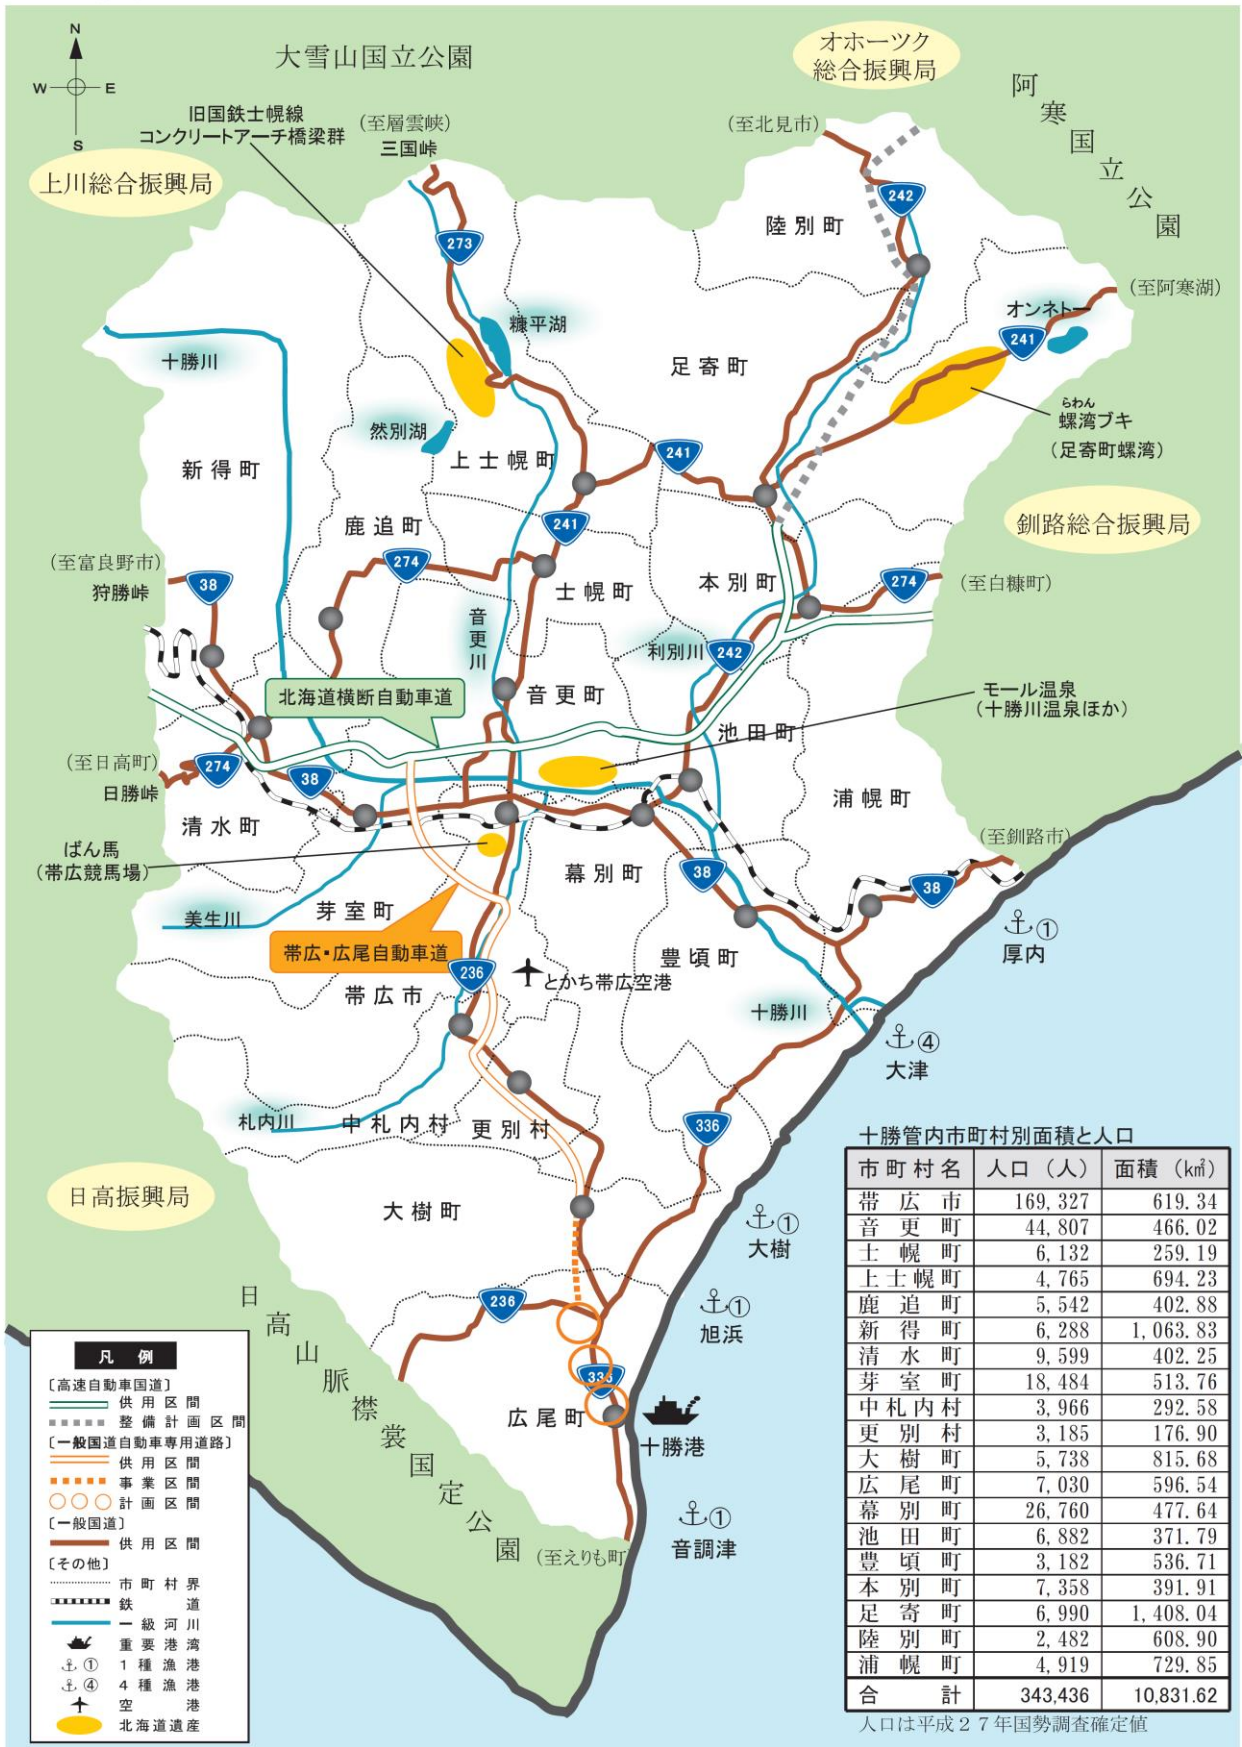 N
W E
S
大雪山国立公園
オホーツク
総合振興局
阿寒国立公園
旧国鉄士幌線
コンクリートアーチ橋梁群
(至層雲峡)
三国峠
(至北見市)
上川総合振興局
242
陸別町
273
(至阿寒湖)
オンネトー
241
糠平湖
十勝川
足寄町
らわん
螺湾ブキ
(足寄町螺湾)
然別湖
上士幌町
241
新得町
鹿追町
241
釧路総合振興局
(至富良野市)
狩勝峠
38
274
士幌町
本別町
274
(至白糠町)
音更川
利別川
242
北海道横断自動車道
音更町
モール温泉
(十勝川温泉ほか)
池田町
(至日高町)
日勝峠
274
38
清水町
浦幌町
(至釧路市)
ばん馬
(帯広競馬場)
幕別町
38
38
美生川
芽室町
①
厚内
帯広・広尾自動車道
236
とかち帯広空港
豊頃町
帯広市
十勝川
④
大津
札内川
中札内村
更別村
336
日高振興局
大樹町
①
大樹
236
①
旭浜
日高山脈襟裳国定公園
336
広尾町
十勝港
①
音調津
(至えりも町)
十勝管内市町村別面積と人口
市町村名 人口(人) 面積(k㎡)
帯広市 169,327 619.34
音更町 44,807 466.02
士幌町 6,132 259.19
上士幌町 4,765 694.23
鹿追町 5,542 402.88
新得町 6,288 1,063.83
清水町 9,599 402.25
芽室町 18,484 513.76
中札内村 3,966 292.58
更別村 3,185 176.90
大樹町 5,738 815.68
広尾町 7,030 596.54
幕別町 26,760 477.64
池田町 6,882 371.79
豊頃町 3,182 536.71
本別町 7,358 391.91
足寄町 6,990 1,408.04
陸別町 2,482 608.90
浦幌町 4,919 729.85
合計 343,436 10,831.62
人口は平成27年国勢調査確定値
凡例
〔高速自動車国道〕
供用区間
整備計画区間
〔一般国道自動車専用道路〕
供用区間
事業区間
計画区間
〔一般国道〕
供用区間
〔その他〕
市町村界
鉄道
一級河川
重要港湾
① 1種漁港
④ 4種漁港
空港
北海道遺産